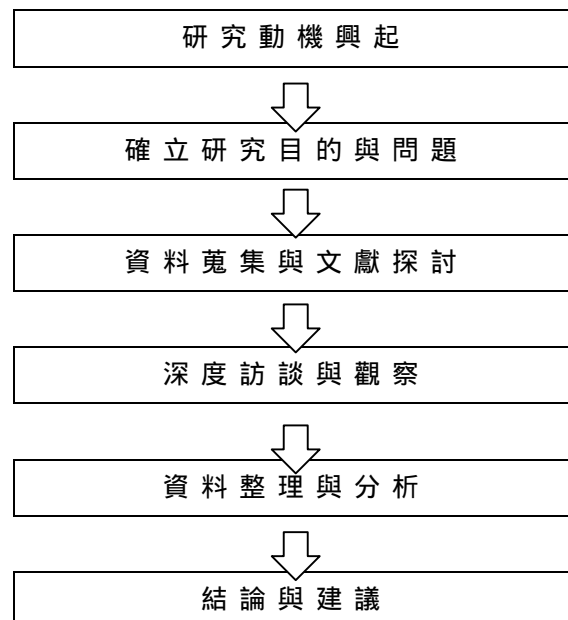 研究動機興起
確立研究目的與問題
資料蒐集與文獻探討
深度訪談與觀察
資料整理與分析
結論與建議